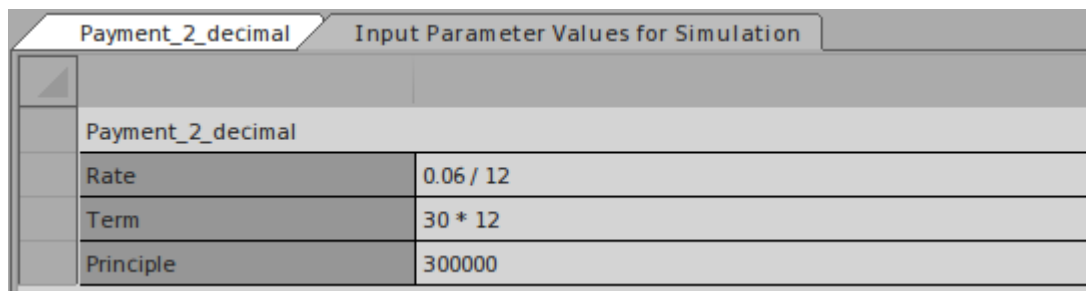 Payment_2_decimal Input Parameter Values for Simulation
Payment_2_decimal
Rate 0.06 / 12
Term 30 * 12
Principle 300000